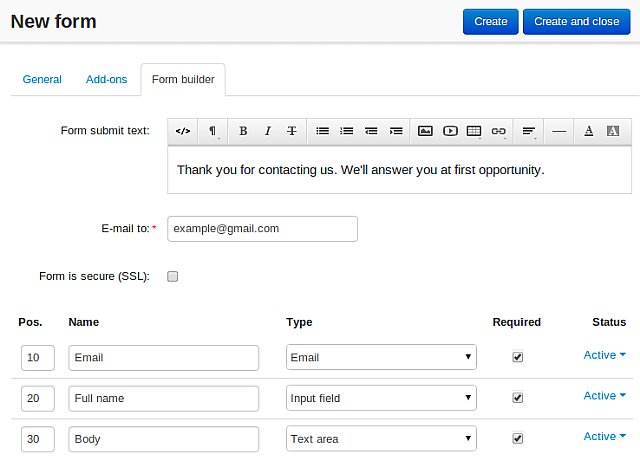 New form Create Create and close
General Add-ons Form builder
Form submit text: </> ¶ B I T A A
Thank you for contacting us. We'll answer you at first opportunity.
E-mail to:* example@gmail.com
Form is secure (SSL):
Pos. Name Type Required Status
10 Email Email Active
20 Full name Input field Active
30 Body Text area Active